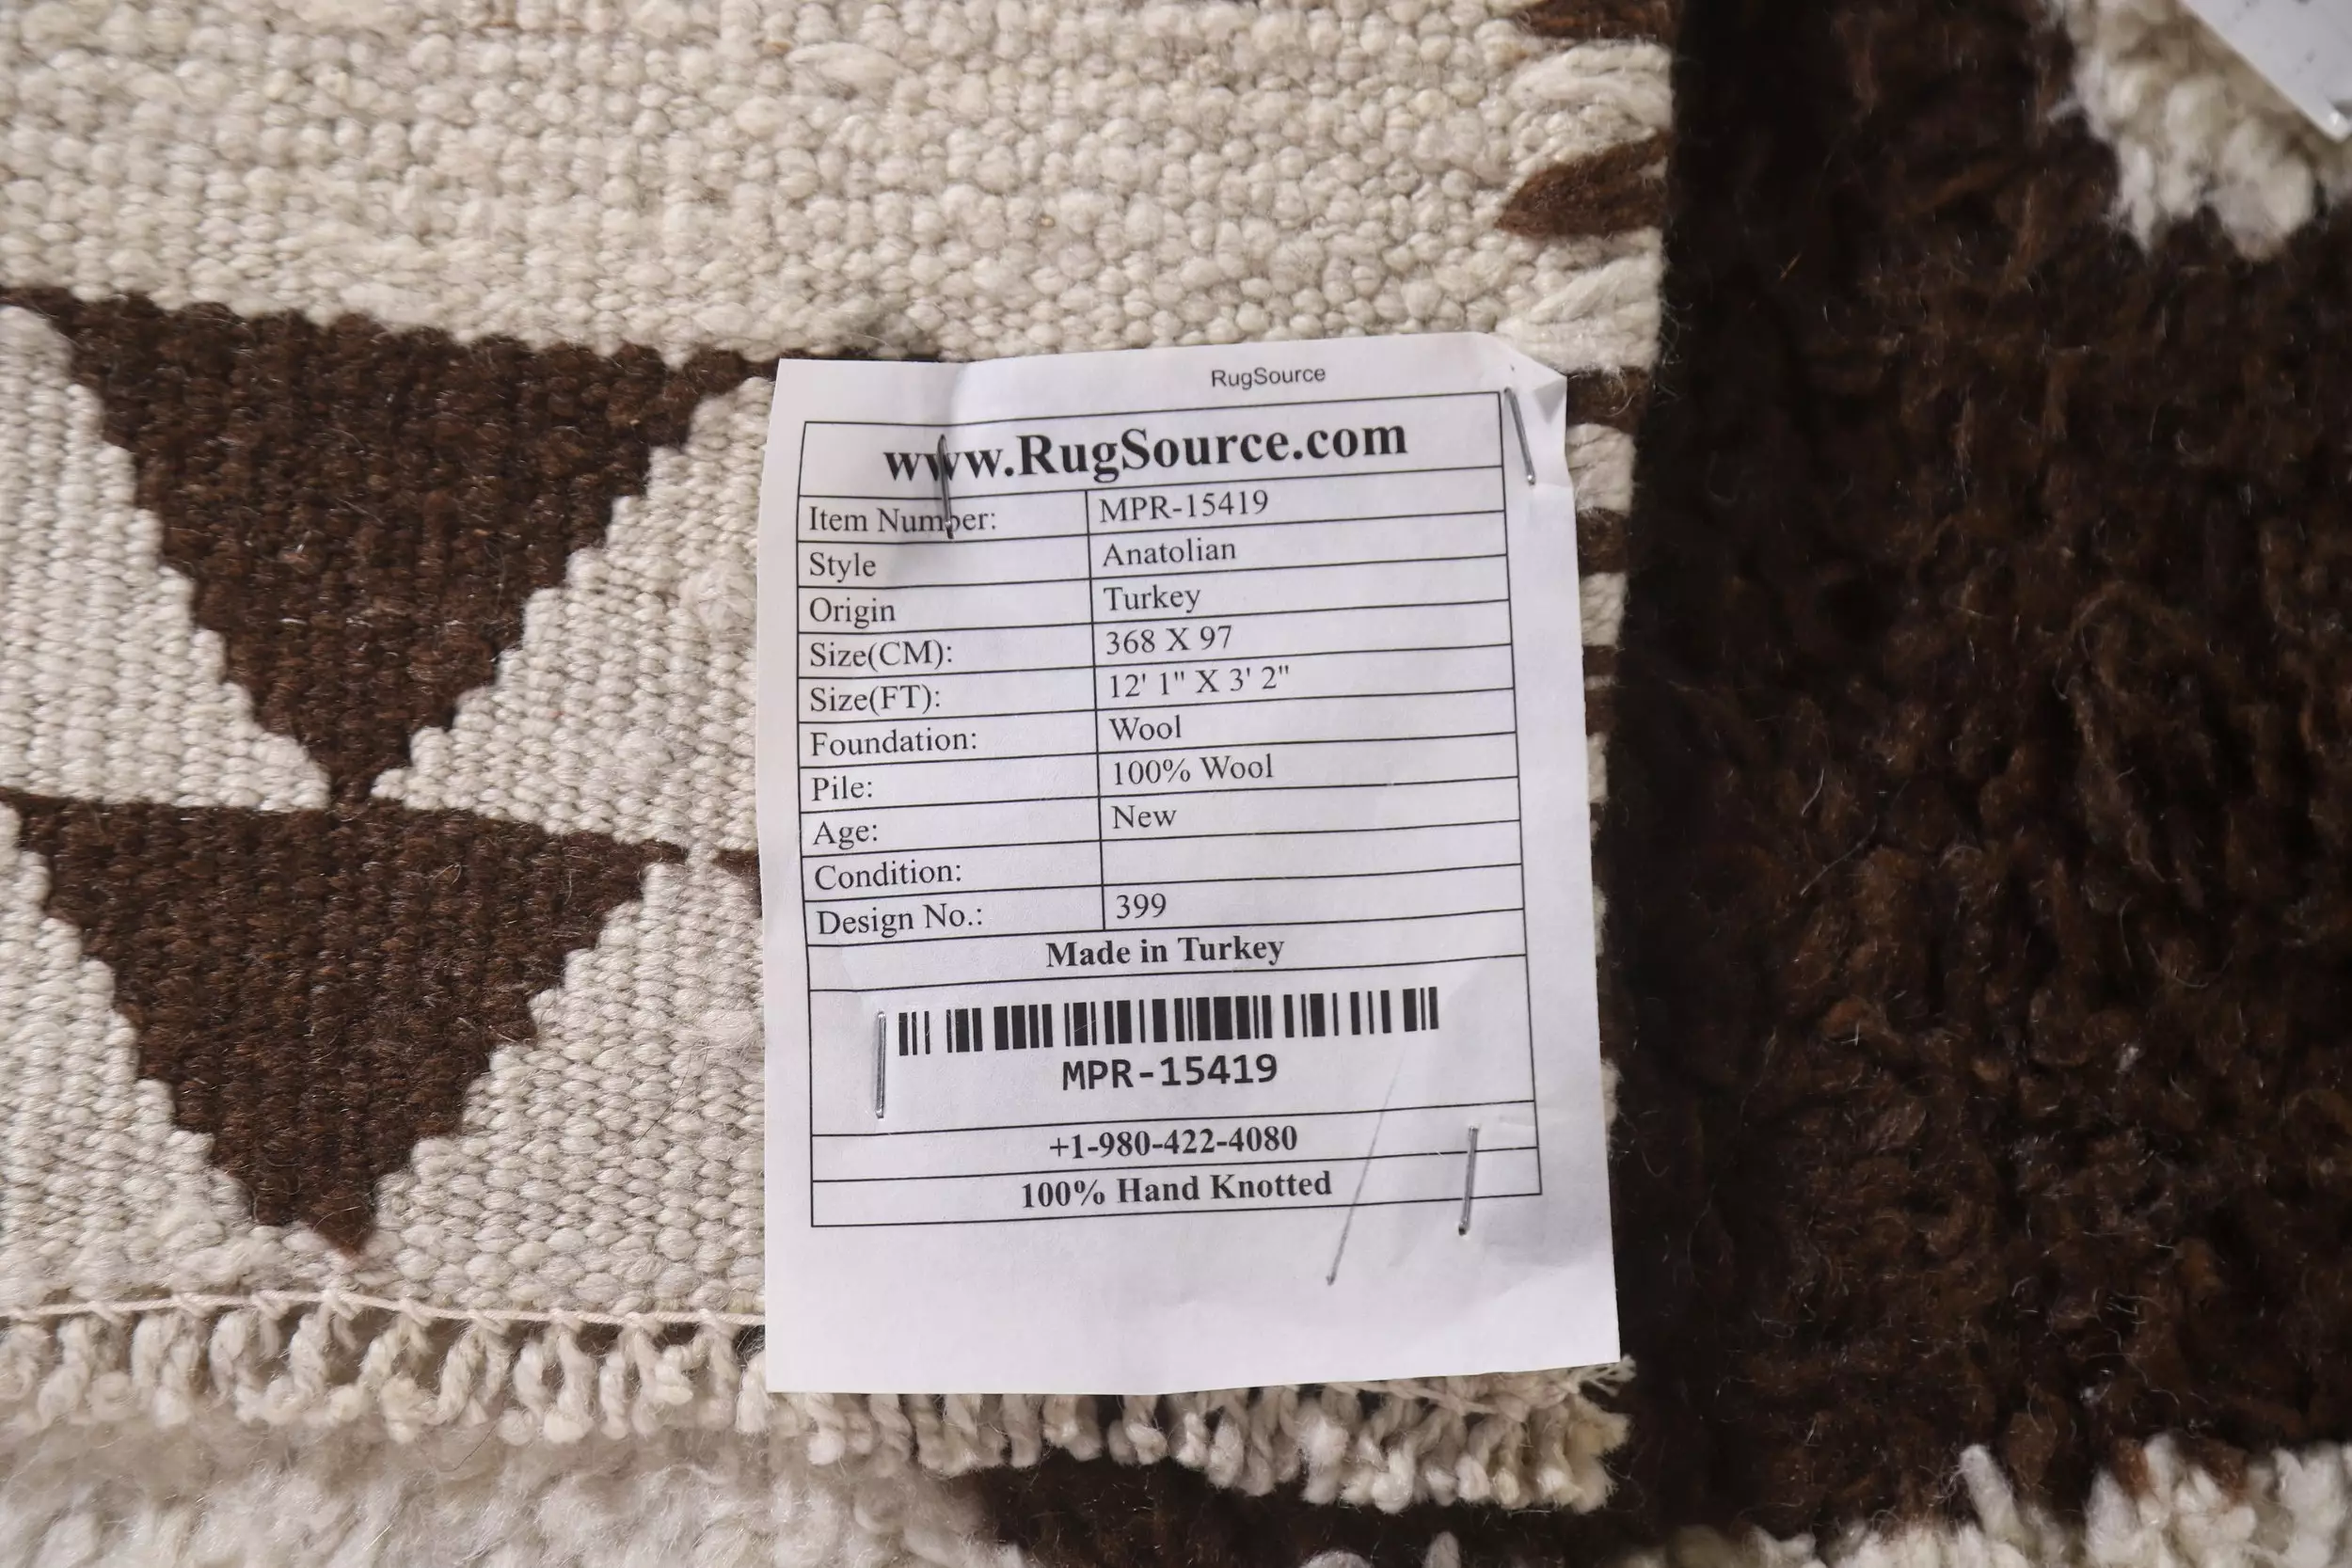 RugSource
www.RugSource.com
Item Number: MPR-15419
Style Anatolian
Origin Turkey
Size(CM): 368 X 97
Size(FT): 12' 1" X 3' 2"
Foundation: Wool
Pile: 100% Wool
Age: New
Condition:
Design No.: 399
Made in Turkey
MPR-15419
+1-980-422-4080
100% Hand Knotted